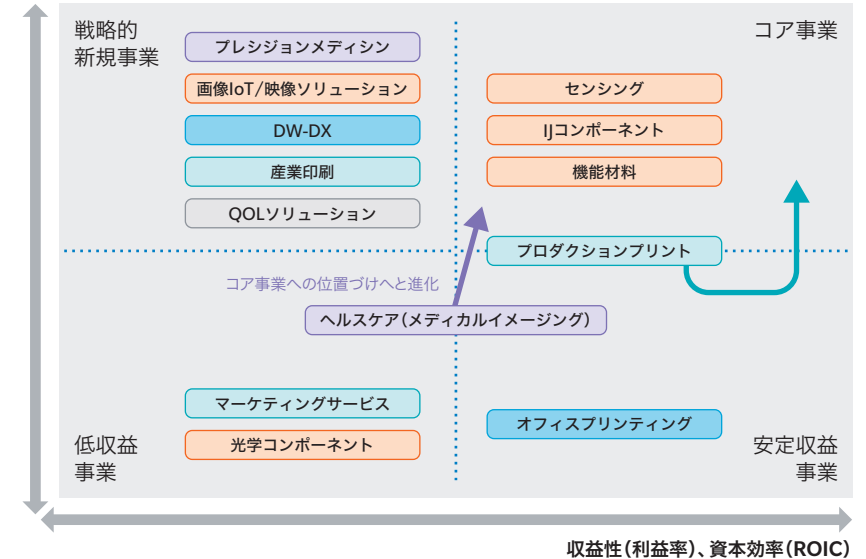 戦略的
新規事業
プレシジョンメディシン
画像IoT/映像ソリューション
DW-DX
産業印刷
QOLソリューション
コア事業
センシング
IJコンポーネント
機能材料
プロダクションプリント
コア事業への位置づけへと進化
ヘルスケア（メディカルイメージング）
低収益
事業
マーケティングサービス
光学コンポーネント
オフィスプリンティング
安定収益
事業
収益性（利益率）、資本効率（ROIC）